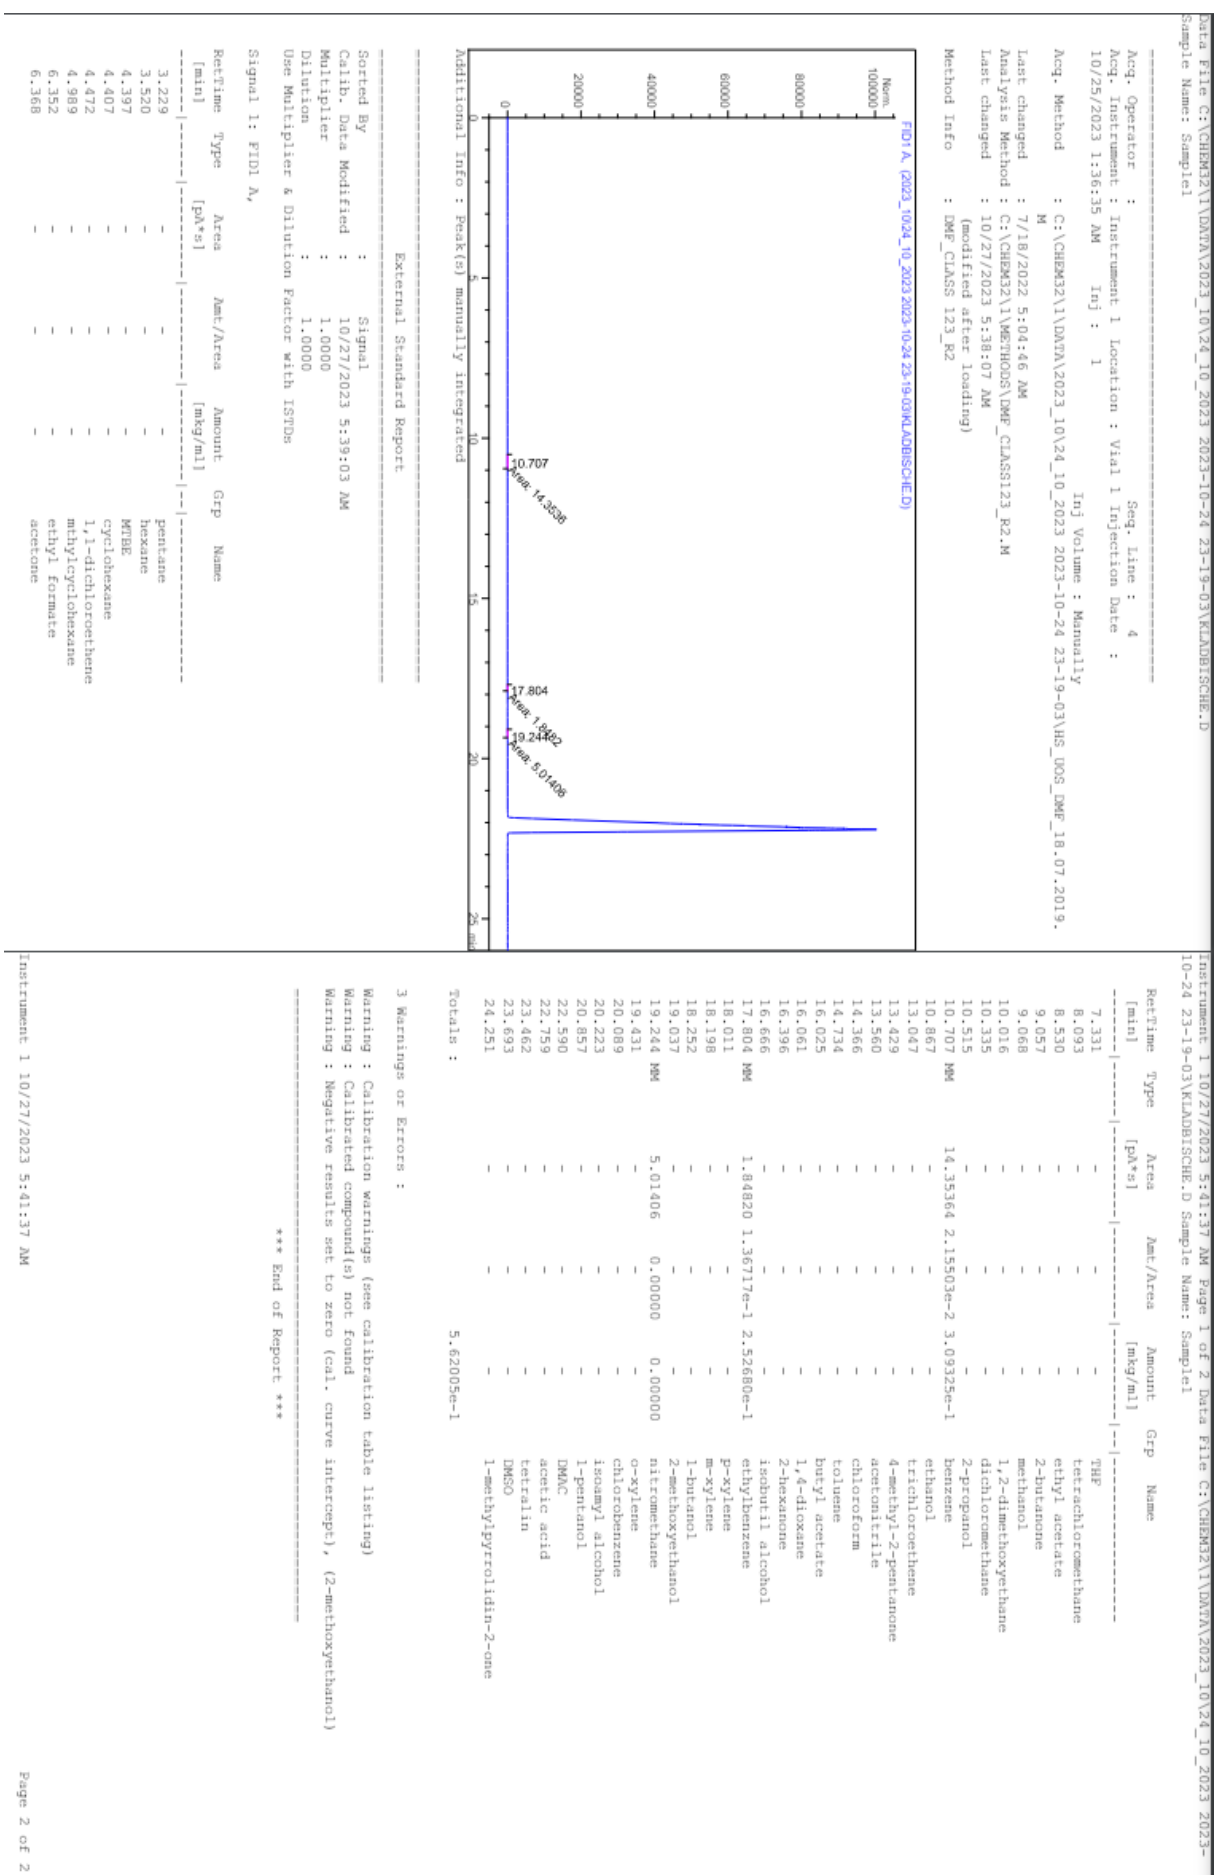 Data File C:\CHEM32\1\DATA\2023_10\24_10_2023 2023-10-24 23-19-03\KLADBISCHE.D
Sample Name: Sample1
Acq. Operator : Seq. Line : 4
Acq. Instrument : Instrument 1 Location : Vial 1 Injection Date :
10/25/2023 1:36:35 AM Inj : 1
Inj Volume : Manually
Acq. Method : C:\CHEM32\1\DATA\2023_10\24_10_2023 2023-10-24 23-19-03\HS_UOS_DMF_18.07.2019.
M
Last changed : 7/18/2022 5:04:46 AM
Analysis Method : C:\CHEM32\1\METHODS\DMF_CLASS123_R2.M
Last changed : 10/27/2023 5:38:07 AM
(modified after loading)
Method Info : DMF_CLASS 123_R2
FID1 A, (2023_10\24_10_2023 2023-10-24 23-19-03\KLADBISCHE.D)
Norm.
100000
80000
60000
40000
20000
0
10.707
Area: 14.3536
17.804
Area: 1.8482
19.244
Area: 5.01406
0 5 10 15 20 25 min
Additional Info : Peak(s) manually integrated
External Standard Report
Sorted By : Signal
Calib. Data Modified : 10/27/2023 5:39:03 AM
Multiplier : 1.0000
Dilution : 1.0000
Use Multiplier & Dilution Factor with ISTDs
Signal 1: FID1 A,
RetTime Type Area Amt/Area Amount Grp Name
[min] [pA*s] [mkg/ml]
3.229 - - - pentane
3.520 - - - hexane
4.397 - - - MTBE
4.407 - - - cyclohexane
4.472 - - - 1,1-dichloroethene
4.989 - - - mthylcyclohexane
6.352 - - - ethyl formate
6.368 - - - acetone
Instrument 1 10/27/2023 5:41:37 AM Page 1 of 2 Data File C:\CHEM32\1\DATA\2023_10\24_10_2023 2023-
10-24 23-19-03\KLADBISCHE.D Sample Name: Sample1
RetTime Type Area Amt/Area Amount Grp Name
[min] [pA*s] [mkg/ml]
7.331 - - - THF
8.093 - - - tetrachloromethane
8.530 - - - ethyl acetate
9.057 - - - 2-butanone
9.068 - - - methanol
10.016 - - - 1,2-dimethoxyethane
10.335 - - - dichloromethane
10.515 - - - 2-propanol
10.707 MM 14.35364 2.15503e-2 3.09325e-1 benzene
10.867 - - - ethanol
13.047 - - - trichloroethene
13.429 - - - 4-methyl-2-pentanone
13.560 - - - acetonitrile
14.366 - - - chloroform
14.734 - - - toluene
16.025 - - - butyl acetate
16.061 - - - 1,4-dioxane
16.396 - - - 2-hexanone
16.666 - - - isobutil alcohol
17.804 MM 1.84820 1.36717e-1 2.52680e-1 ethylbenzene
18.011 - - - p-xylene
18.198 - - - m-xylene
18.252 - - - 1-butanol
19.037 - - - 2-methoxyethanol
19.244 MM 5.01406 0.00000 0.00000 nitromethane
19.431 - - - o-xylene
20.089 - - - chlorobenzene
20.223 - - - isoamyl alcohol
20.857 - - - 1-pentanol
22.590 - - - DMAC
22.759 - - - acetic acid
23.462 - - - tetralin
23.693 - - - DMSO
24.251 - - - 1-methylpyrrolidin-2-one
Totals : 5.62005e-1
3 Warnings or Errors :
Warning : Calibration warnings (see calibration table listing)
Warning : Calibrated compound(s) not found
Warning : Negative results set to zero (cal. curve intercept), (2-methoxyethanol)
*** End of Report ***
Instrument 1 10/27/2023 5:41:37 AM Page 2 of 2